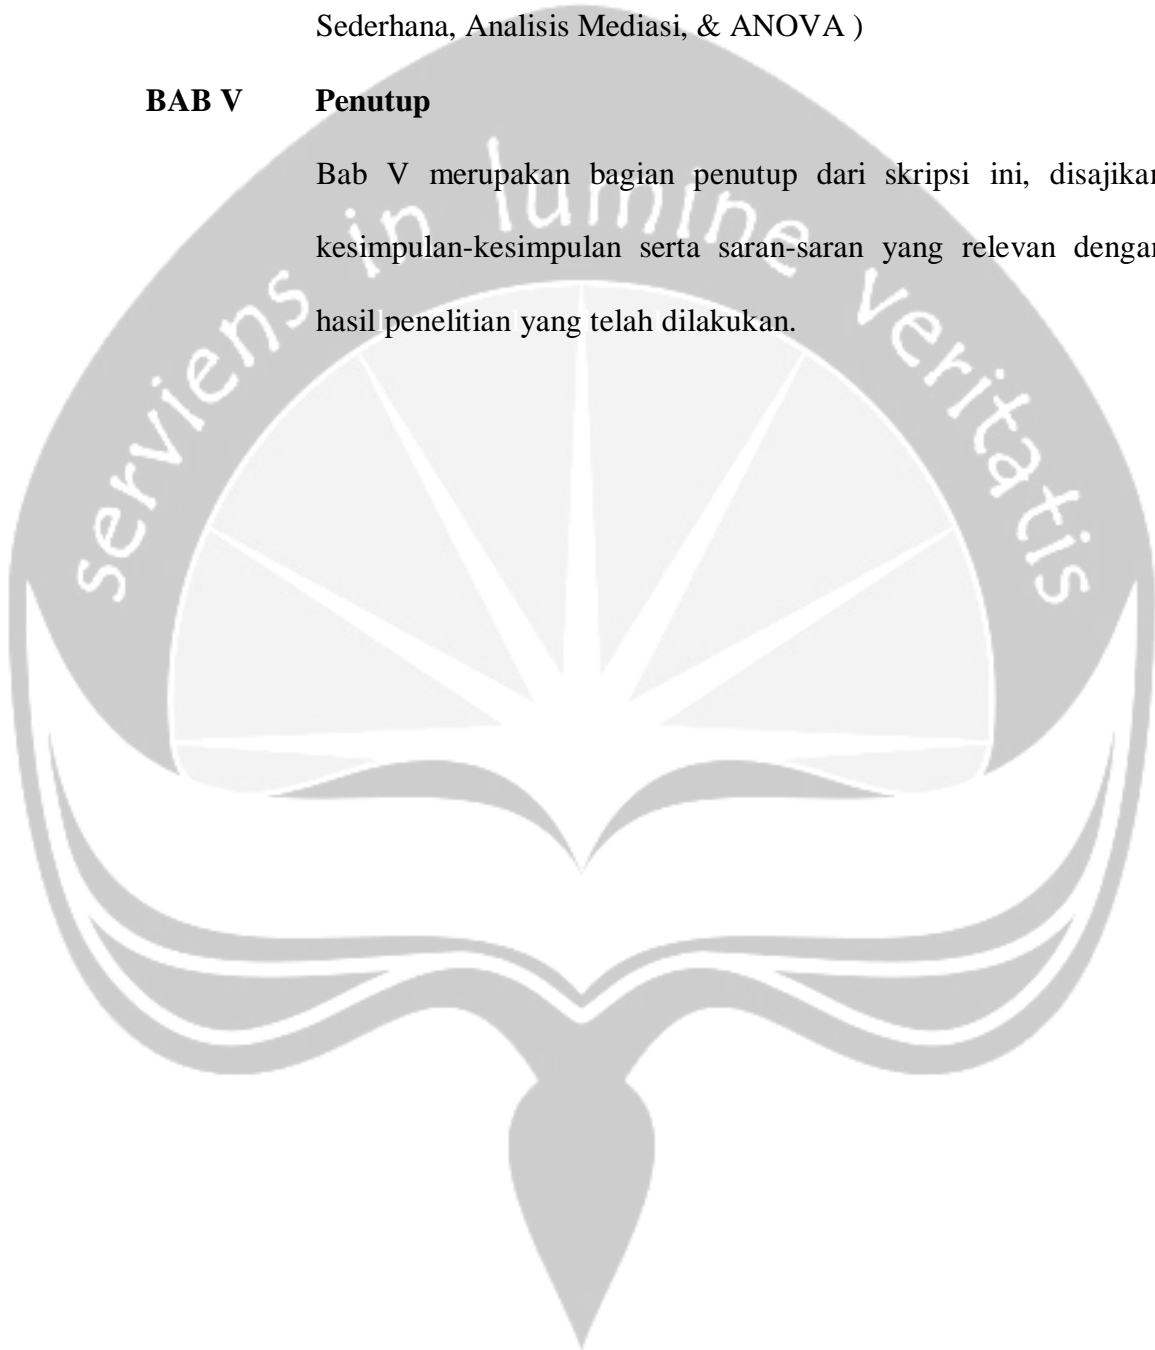 Sederhana, Analisis Mediasi, & ANOVA )
BAB V Penutup
Bab V merupakan bagian penutup dari skripsi ini, disajikan
kesimpulan-kesimpulan serta saran-saran yang relevan dengan
hasil penelitian yang telah dilakukan.
serviens in lumine veritatis